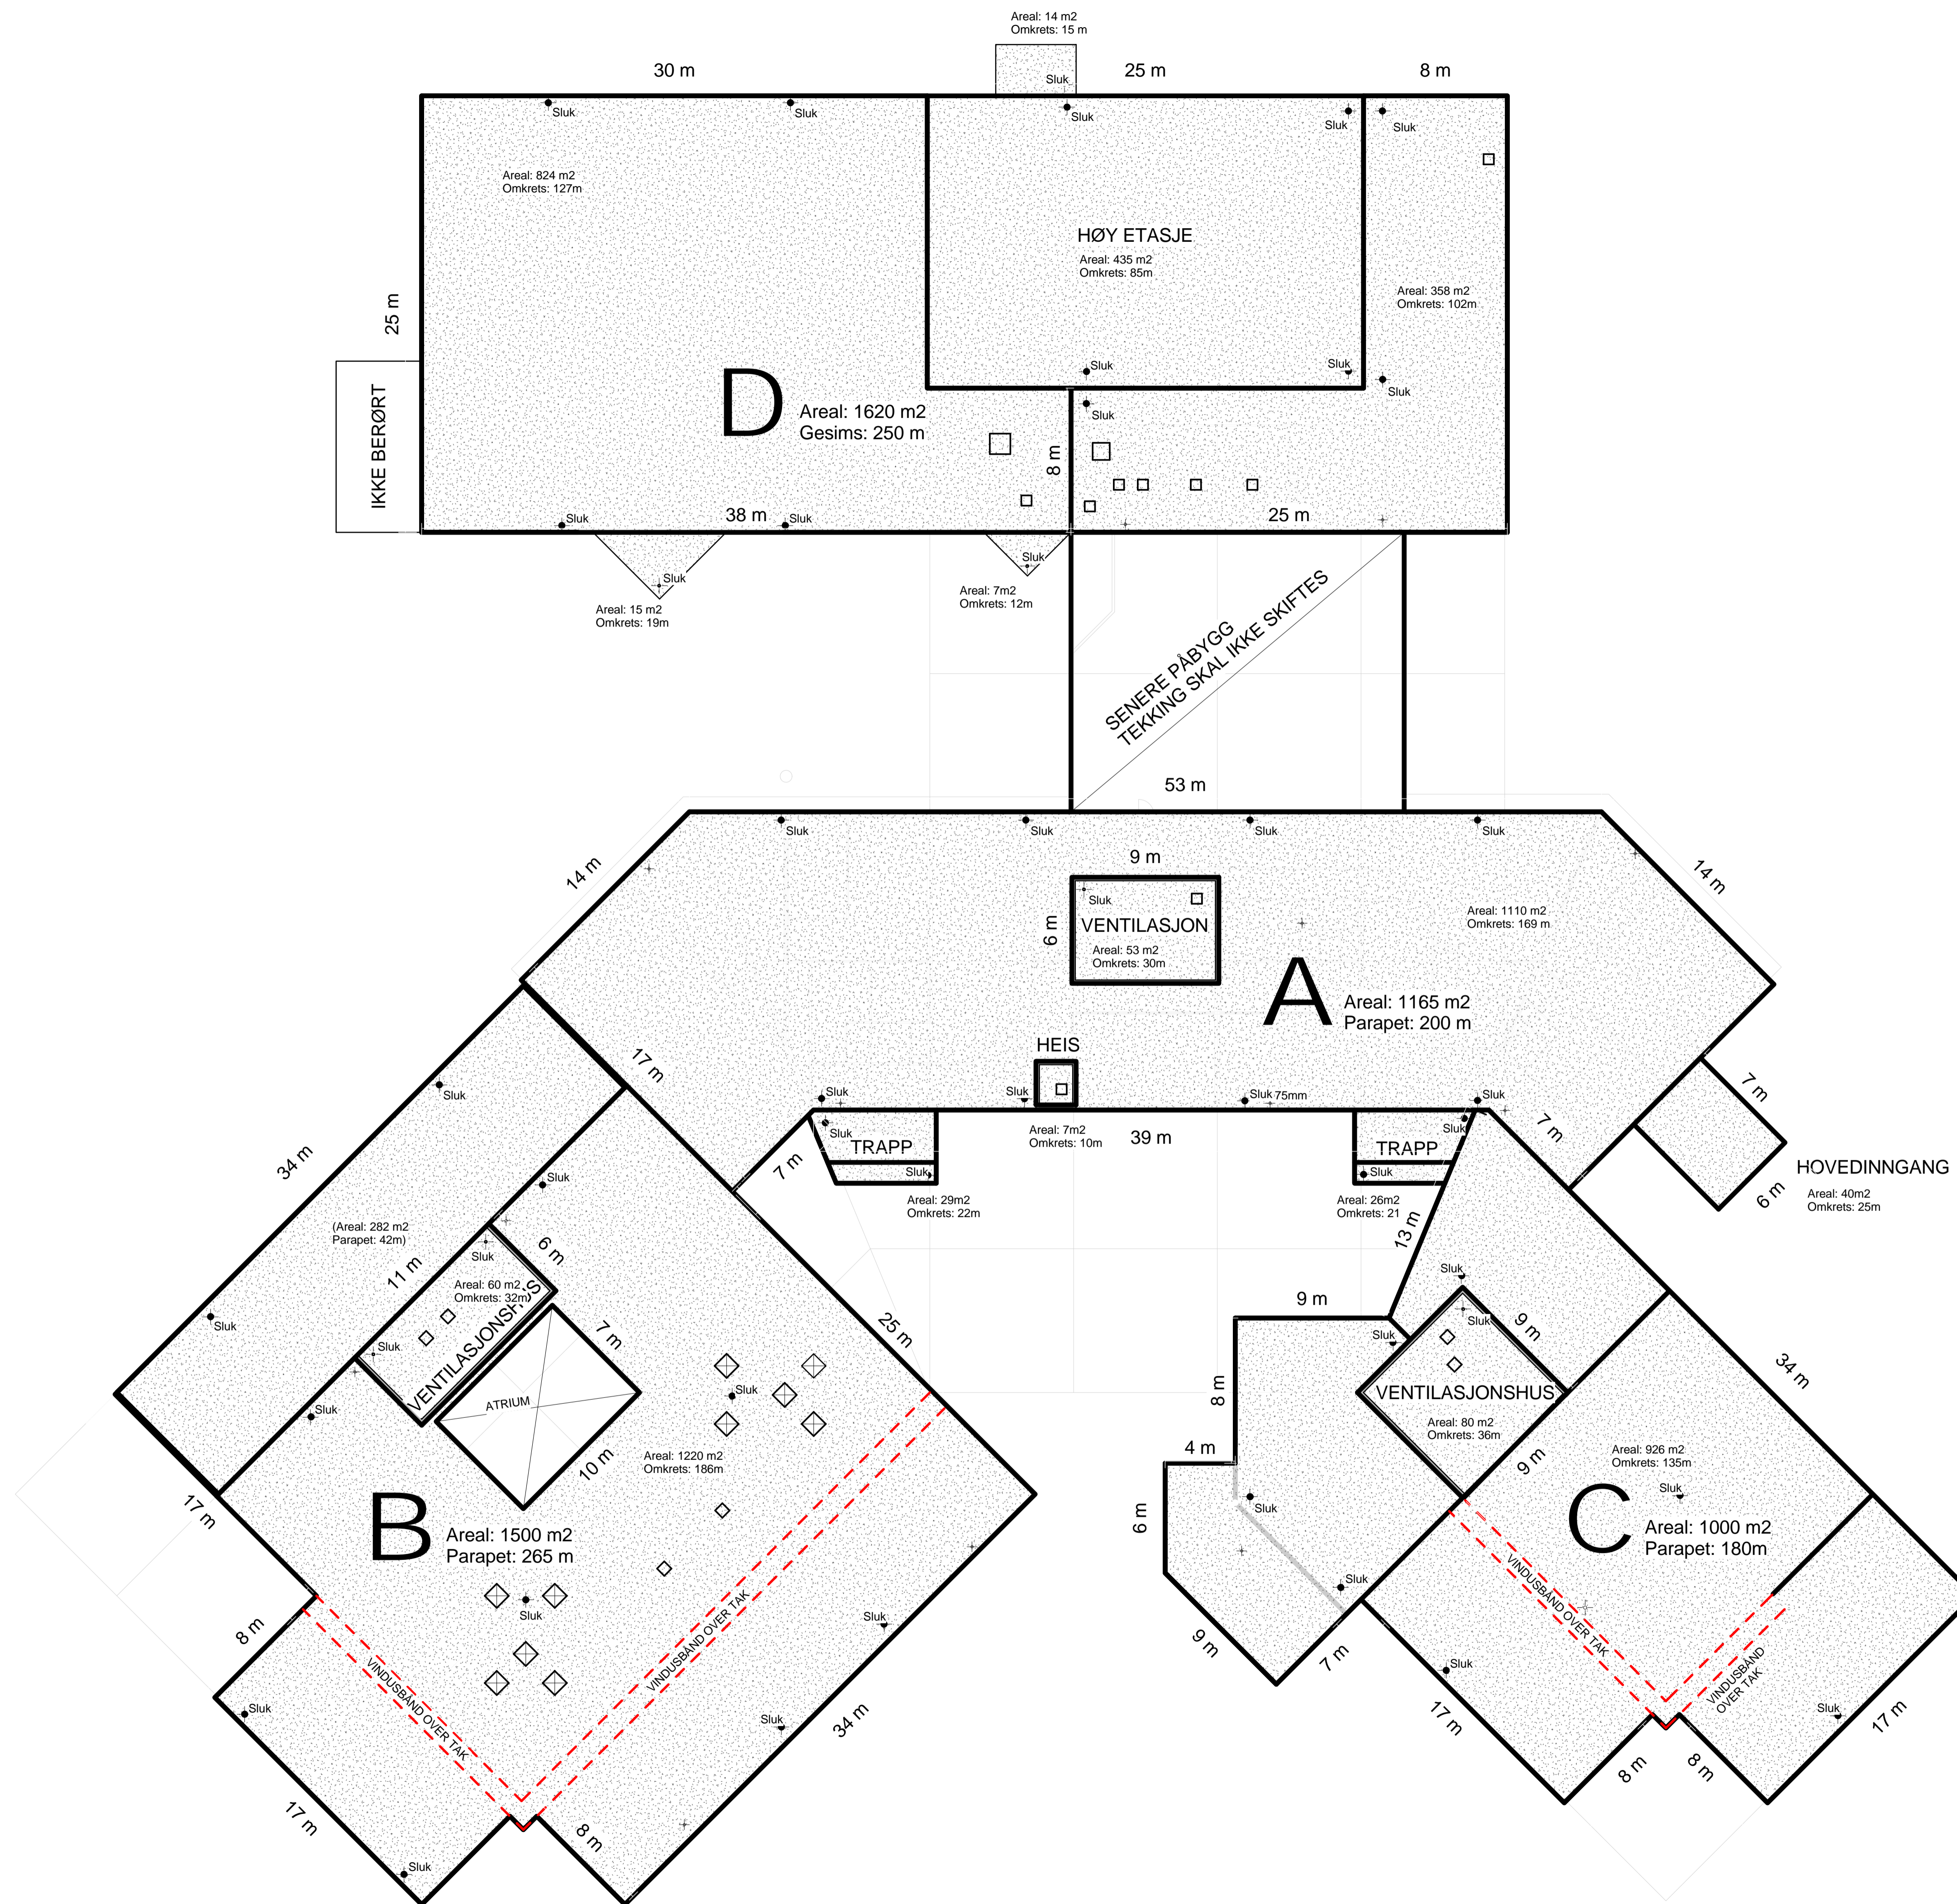 Areal: 14 m2
Omkrets: 15 m
30 m
25 m
8 m
Sluk
Sluk
Sluk
Sluk
Sluk
Sluk
Areal: 824 m2
Omkrets: 127m
HØY ETASJE
Areal: 435 m2
Omkrets: 85m
Areal: 358 m2
Omkrets: 102m
25 m
IKKE BERØRT
D
Areal: 1620 m2
Gesims: 250 m
Sluk
Sluk
Sluk
Sluk
8 m
38 m
25 m
Sluk
Sluk
Sluk
Sluk
Areal: 15 m2
Omkrets: 19m
Areal: 7m2
Omkrets: 12m
SENERE PÅBYGG
TEKKING SKAL IKKE SKIFTES
53 m
Sluk
Sluk
Sluk
Sluk
14 m
14 m
9 m
6 m
Sluk
VENTILASJON
Areal: 53 m2
Omkrets: 30m
Areal: 1110 m2
Omkrets: 169 m
A
Areal: 1165 m2
Parapet: 200 m
HEIS
17 m
Sluk
Sluk
Sluk 75mm
Sluk
Sluk
TRAPP
Sluk
Areal: 29m2
Omkrets: 22m
Areal: 7m2
Omkrets: 10m
39 m
Sluk
TRAPP
Sluk
Areal: 26m2
Omkrets: 21
7 m
7 m
7 m
6 m
HOVEDINNGANG
Areal: 40m2
Omkrets: 25m
34 m
Sluk
Sluk
Sluk
(Areal: 282 m2
Parapet: 42m)
11 m
6 m
Sluk
Areal: 60 m2
Omkrets: 32m
VENTILASJONSHUS
Sluk
Sluk
ATRIUM
7 m
10 m
25 m
Sluk
Areal: 1220 m2
Omkrets: 186m
B
Areal: 1500 m2
Parapet: 265 m
17 m
8 m
Sluk
Sluk
VINDUSBÅND OVER TAK
VINDUSBÅND OVER TAK
Sluk
Sluk
34 m
17 m
Sluk
8 m
13 m
9 m
8 m
4 m
6 m
Sluk
Sluk
Sluk
9 m
VENTILASJONSHUS
Areal: 80 m2
Omkrets: 36m
9 m
34 m
Areal: 926 m2
Omkrets: 135m
Sluk
C
Areal: 1000 m2
Parapet: 180m
Sluk
Sluk
9 m
7 m
VINDUSBÅND OVER TAK
VINDUSBÅND
OVER TAK
Sluk
Sluk
17 m
17 m
8 m
8 m